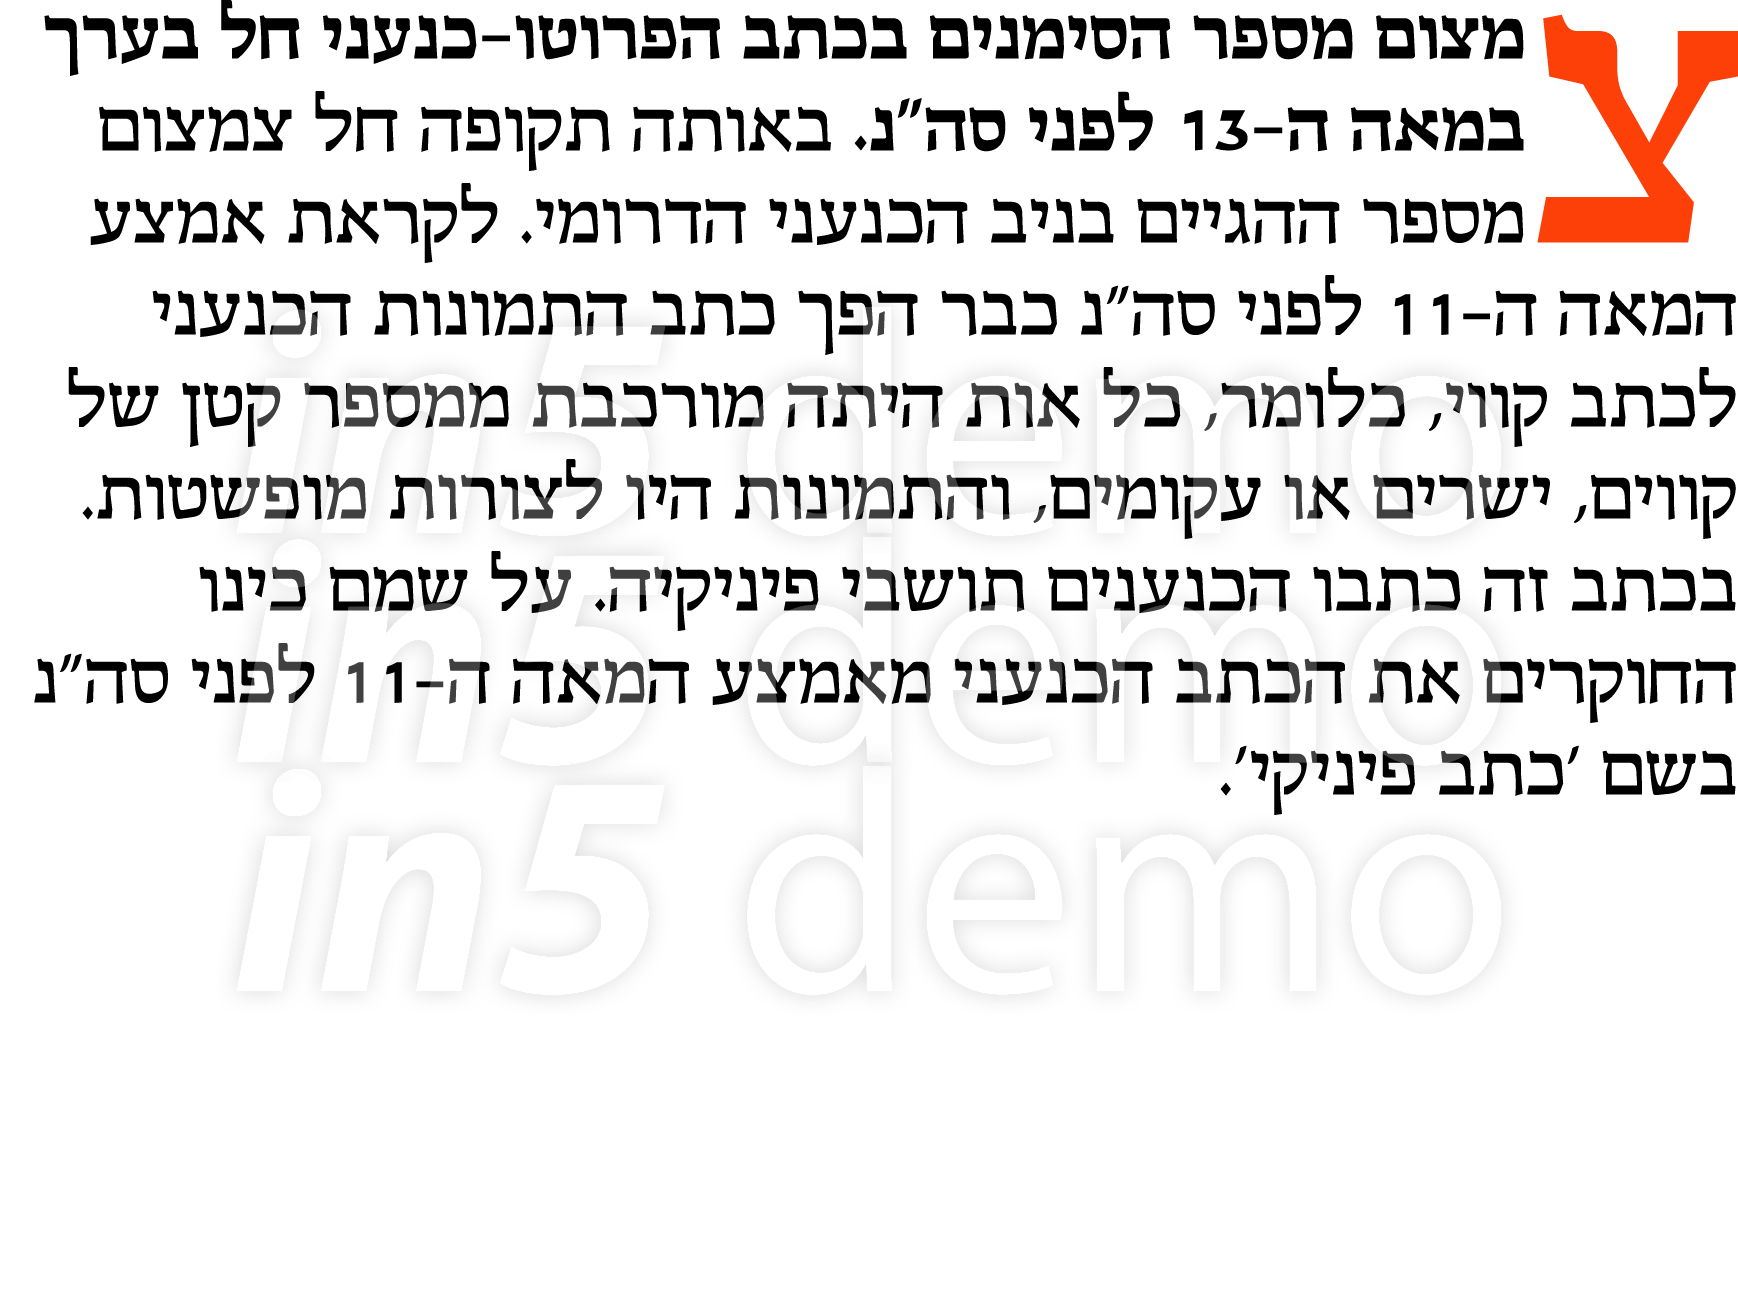 צמצום מספר הסימנים בכתב הפרוטו-כנעני חל בערך
במאה ה-13 לפני סה"נ. באותה תקופה חל צמצום
מספר ההגיים בניב הכנעני הדרומי. לקראת אמצע
המאה ה-11 לפני סה"נ כבר הפך כתב התמונות הכנעני
לכתב קווי, כלומר, כל אות היתה מורכבת ממספר קטן של
קווים, ישרים או עקומים, והתמונות היו לצורות מופשטות.
בכתב זה כתבו הכנענים תושבי פיניקיה. על שמם כינו
החוקרים את הכתב הכנעני מאמצע המאה ה-11 לפני סה"נ
בשם 'כתב פיניקי'.
in5 demo
in5 demo
in5 demo